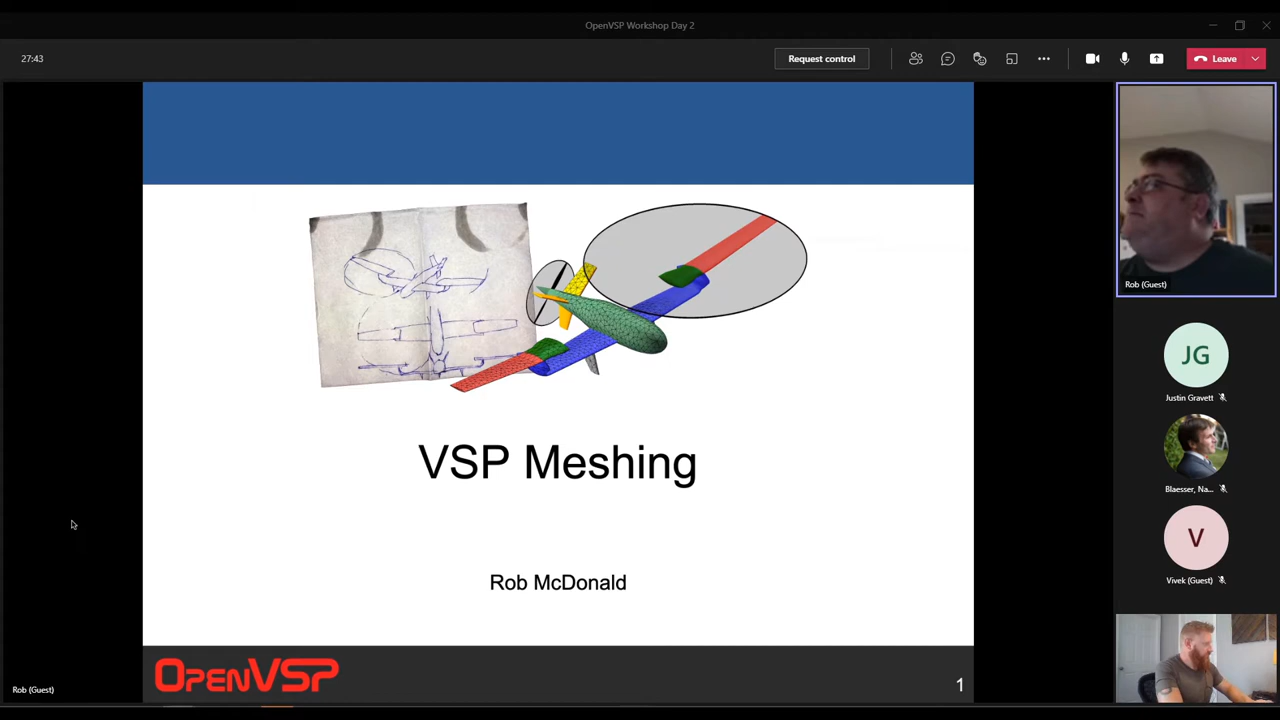 OpenVSP Workshop Day 2
27:43
Request control
Leave
Rob (Guest)
JG
Justin Gravett
Blaesser, Na...
V
Vivek (Guest)
VSP Meshing
Rob McDonald
OPENVSP
1
Rob (Guest)